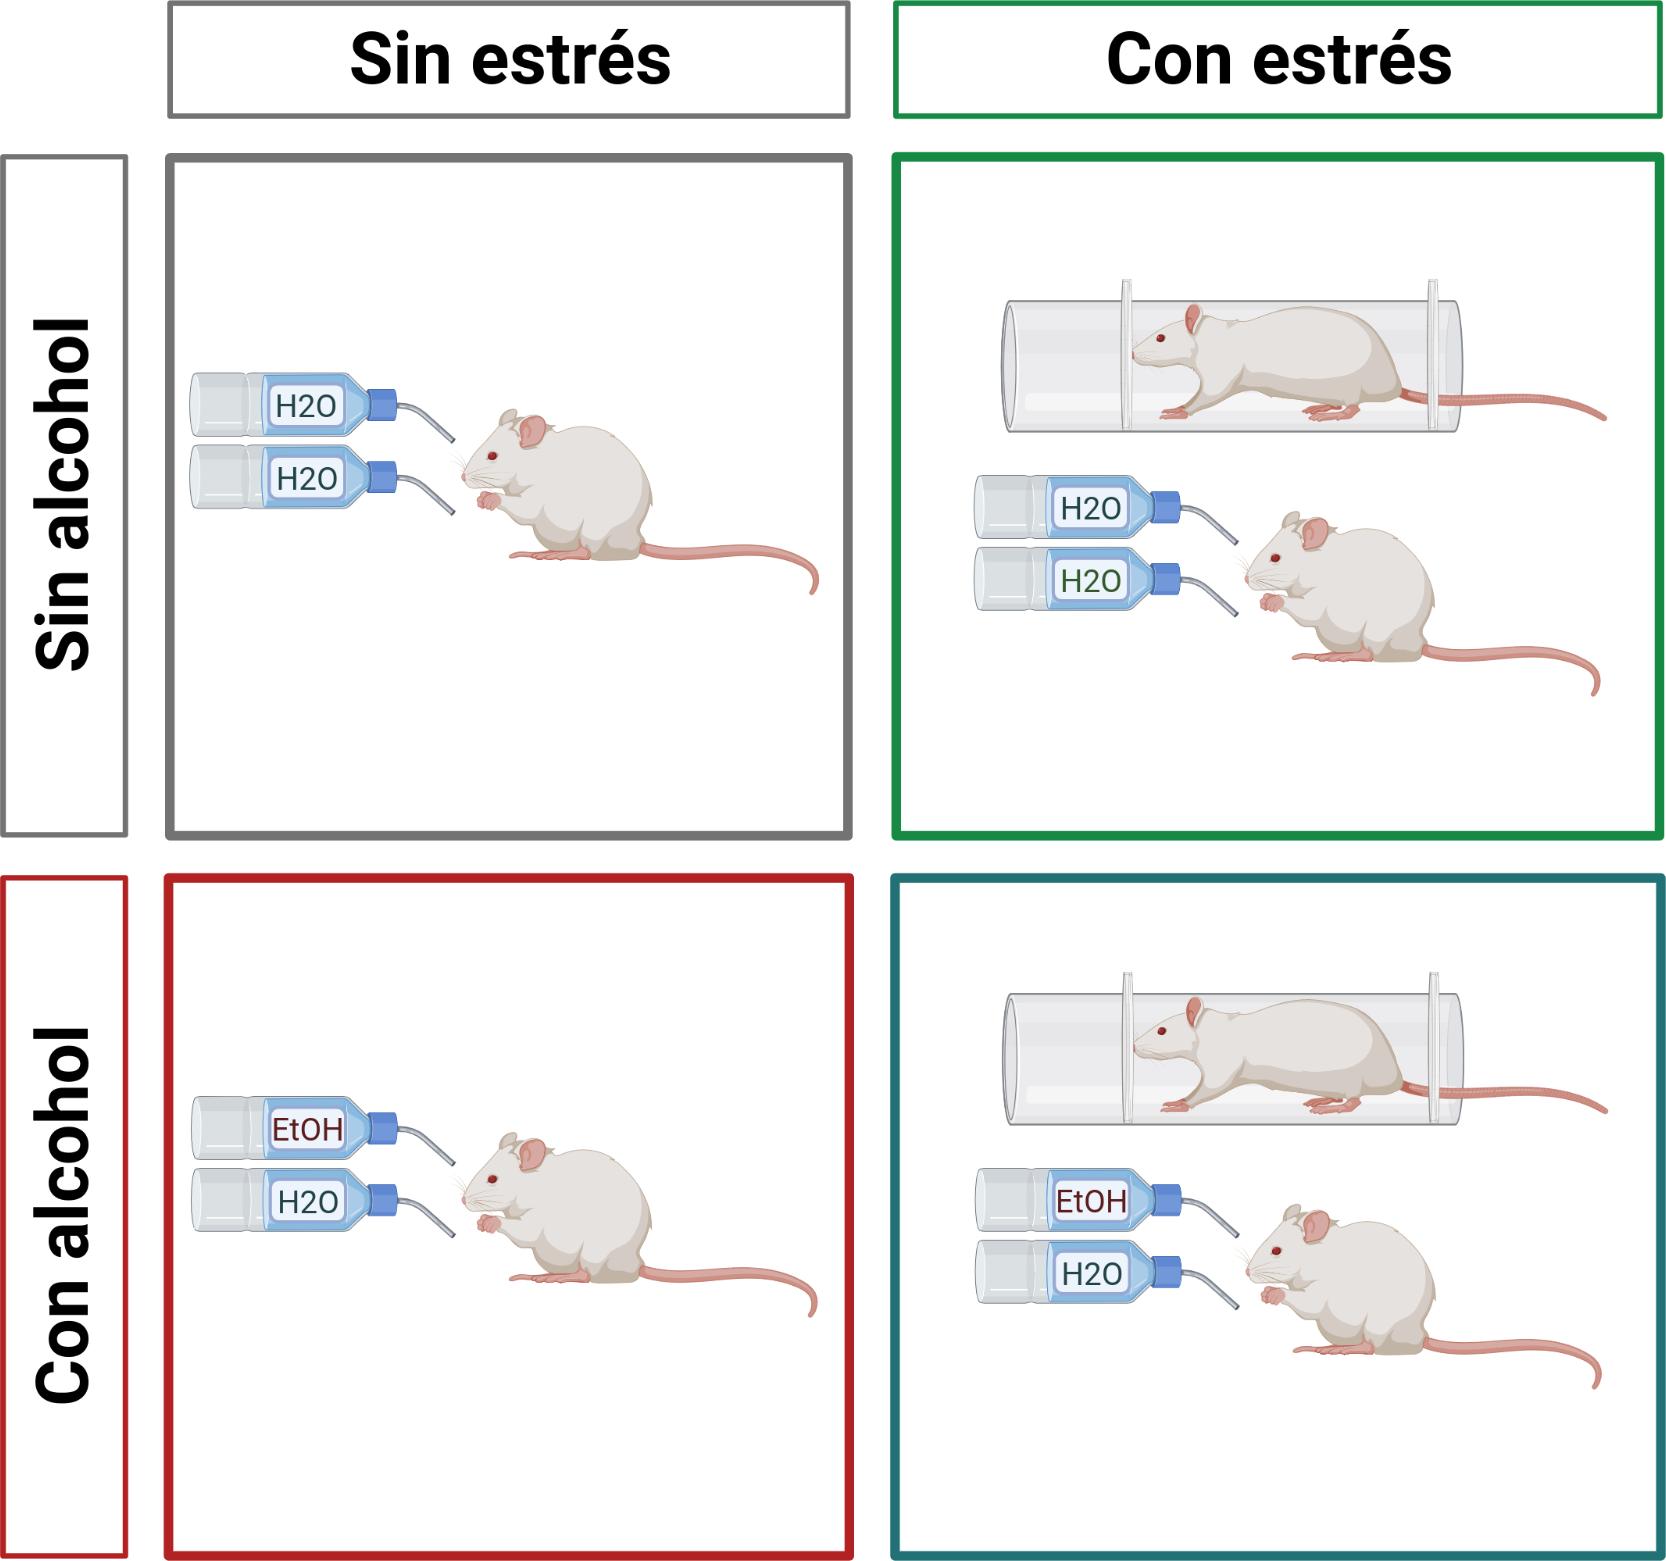 Sin estrés
Con estrés
Sin alcohol
H2O
H2O
H2O
H2O
Con alcohol
EtOH
H2O
EtOH
H2O